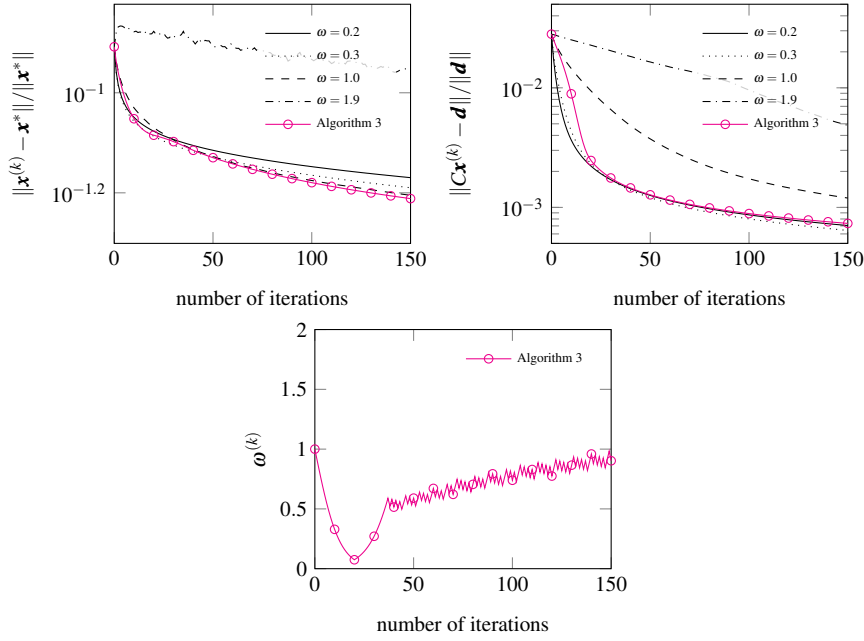 ||x^(k) − x*||/||x*||
10^−1
10^−1.2
0
50
100
150
number of iterations
ω = 0.2
ω = 0.3
ω = 1.0
ω = 1.9
Algorithm 3
||Cx^(k) − d||/||d||
10^−2
10^−3
0
50
100
150
number of iterations
ω = 0.2
ω = 0.3
ω = 1.0
ω = 1.9
Algorithm 3
ω^(k)
2
1.5
1
0.5
0
0
50
100
150
number of iterations
Algorithm 3